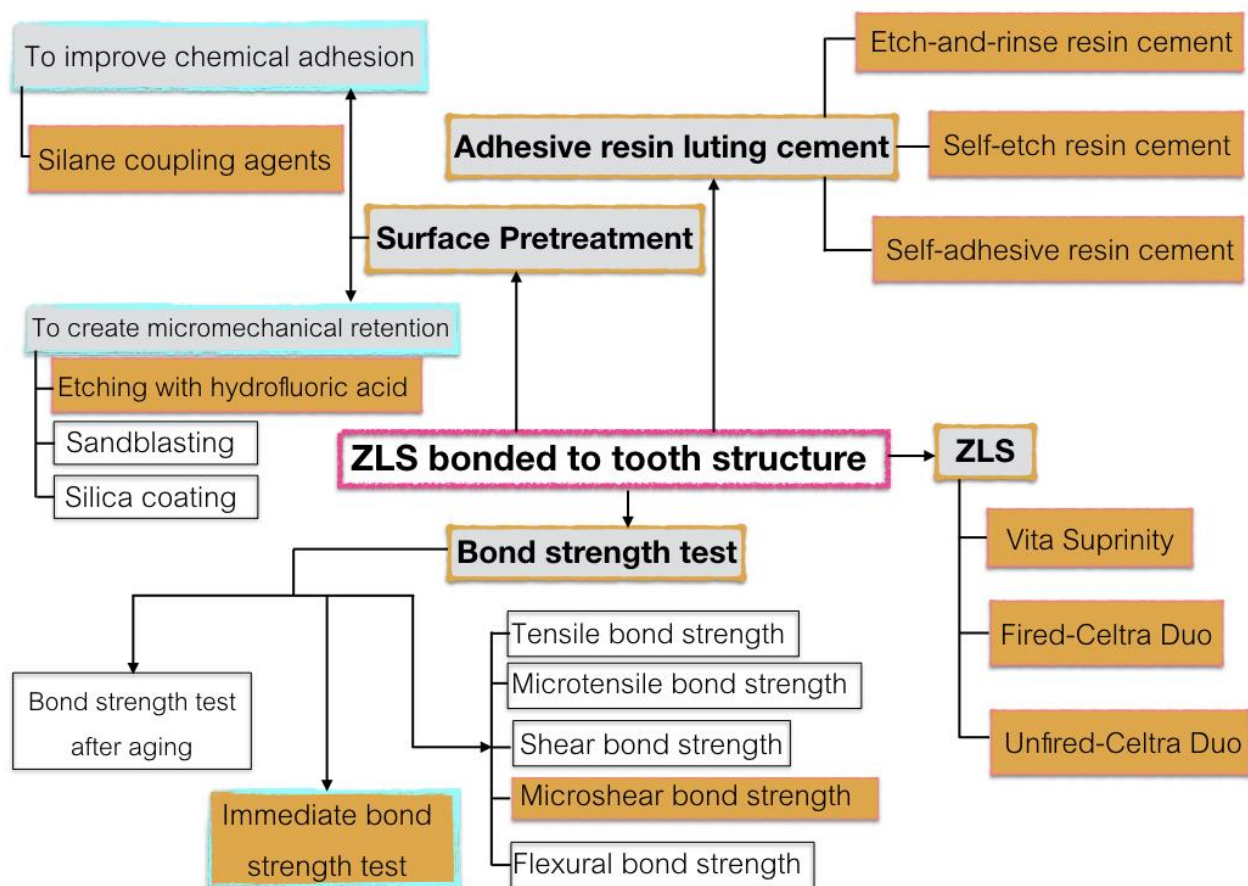 To improve chemical adhesion
Silane coupling agents
Etch-and-rinse resin cement
Adhesive resin luting cement
Self-etch resin cement
Self-adhesive resin cement
Surface Pretreatment
To create micromechanical retention
Etching with hydrofluoric acid
Sandblasting
Silica coating
ZLS bonded to tooth structure
ZLS
Vita Suprinity
Fired-Celtra Duo
Unfired-Celtra Duo
Bond strength test
Bond strength test
after aging
Immediate bond
strength test
Tensile bond strength
Microtensile bond strength
Shear bond strength
Microshear bond strength
Flexural bond strength